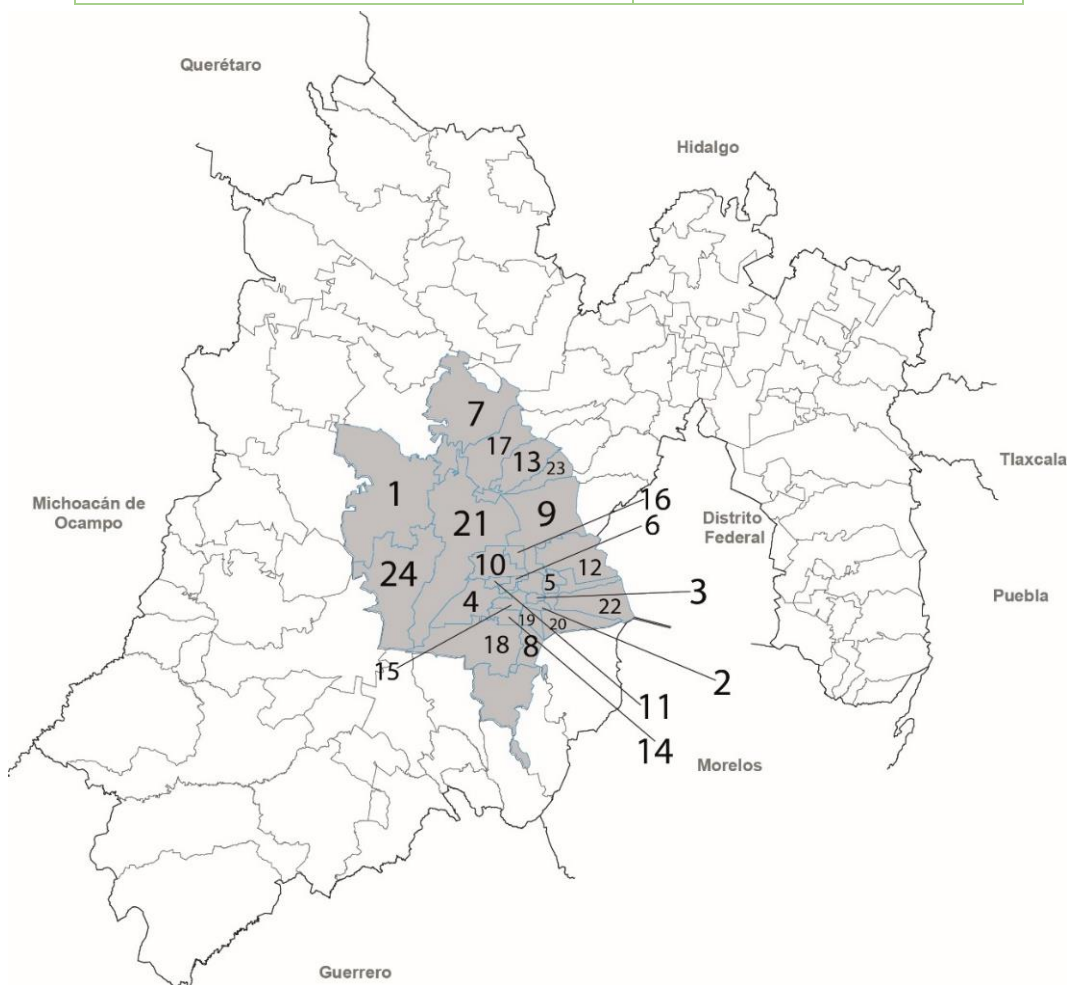 Querétaro
Hidalgo
7
17
13
23
Tlaxcala
1
16
Michoacán de
Ocampo
9
Distrito
Federal
21
6
10
12
24
5
3
Puebla
4
22
19
20
18
8
15
2
11
14
Morelos
Guerrero